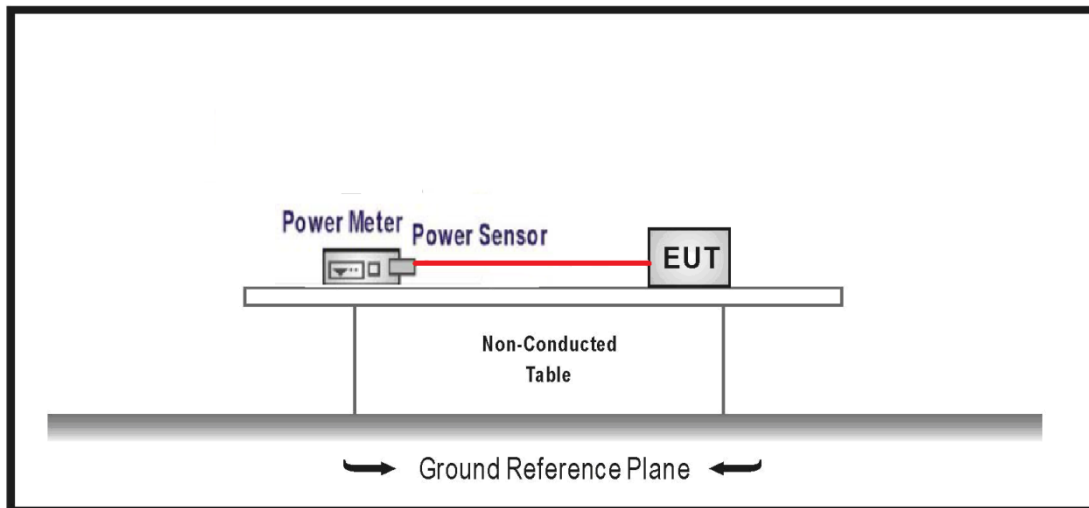 Power Meter
Power Sensor
EUT
Non-Conducted
Table
Ground Reference Plane